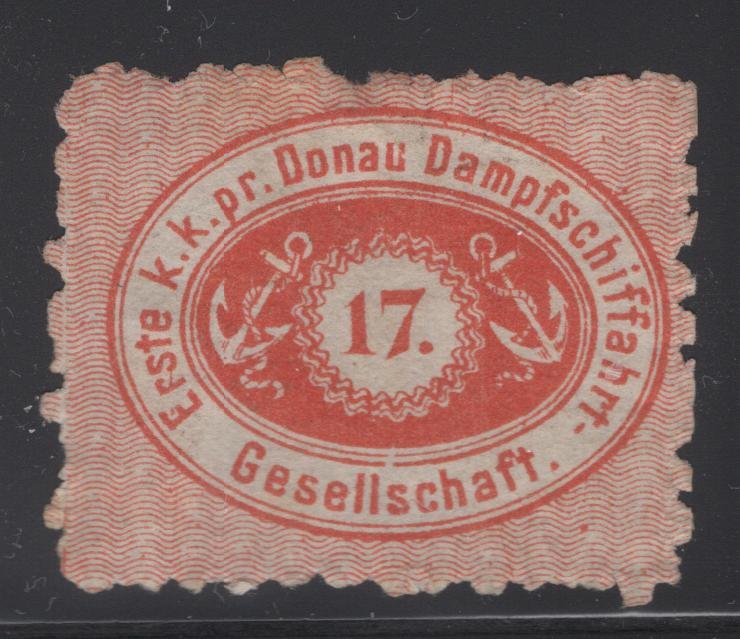 Erste k.k.pr. Donau Dampfschiffahrt-
Gesellschaft.
17.